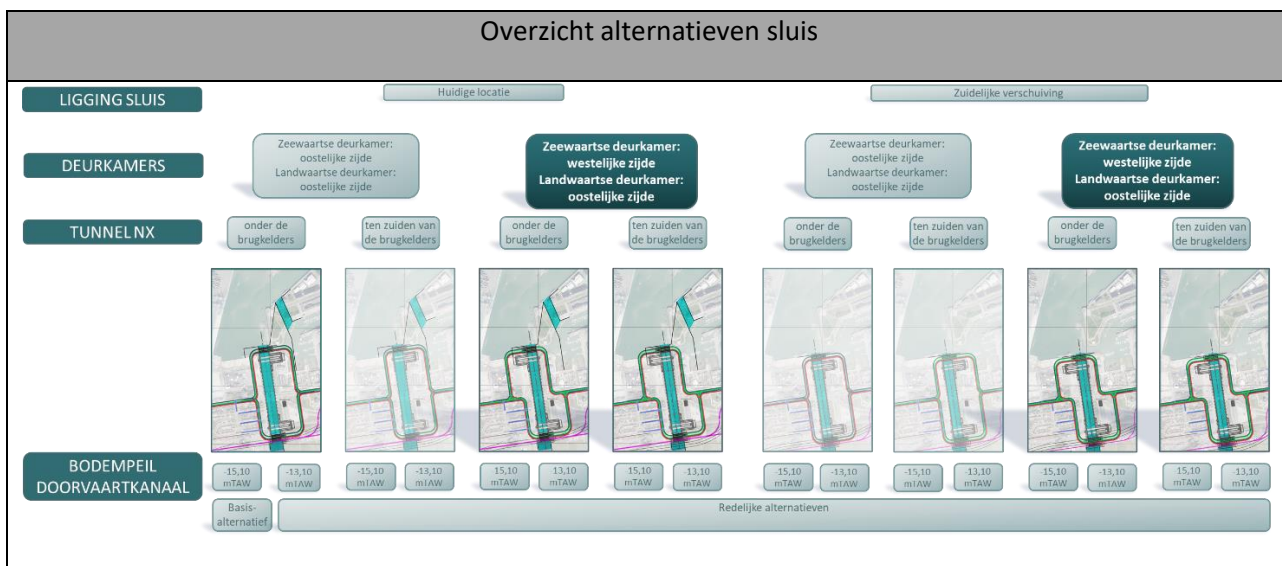 Overzicht alternatieven sluis
LIGGING SLUIS
Huidige locatie
Zuidelijke verschuiving
DEURKAMERS
Zeewaartse deurkamer:
oostelijke zijde
Landwaartse deurkamer:
oostelijke zijde
Zeewaartse deurkamer:
westelijke zijde
Landwaartse deurkamer:
oostelijke zijde
Zeewaartse deurkamer:
oostelijke zijde
Landwaartse deurkamer:
oostelijke zijde
Zeewaartse deurkamer:
westelijke zijde
Landwaartse deurkamer:
oostelijke zijde
TUNNEL NX
onder de
brugkelders
ten zuiden van
de brugkelders
onder de
brugkelders
ten zuiden van
de brugkelders
onder de
brugkelders
ten zuiden van
de brugkelders
onder de
brugkelders
ten zuiden van
de brugkelders
BODEMPEIL
DOORVAARTKANAAL
-15,10
mTAW
-13,10
mTAW
-15,10
mTAW
-13,10
mTAW
15,10
mTAW
-13,10
mTAW
15,10
mTAW
-13,10
mTAW
-15,10
mTAW
-13,10
mTAW
-15,10
mTAW
-13,10
mTAW
-15,10
mTAW
-13,10
mTAW
15,10
mTAW
-13,10
mTAW
Basis-
alternatief
Redelijke alternatieven